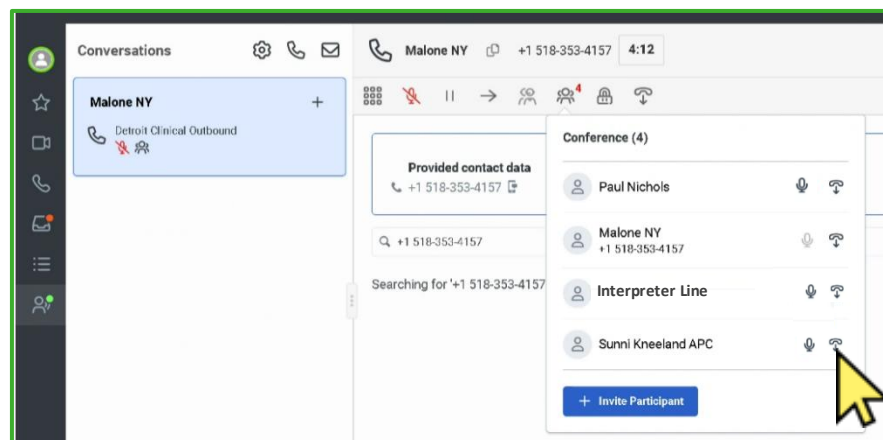 Conversations
Malone NY
+1 518-353-4157
4:12
Malone NY
+
Detroit Clinical Outbound
4
Conference (4)
Provided contact data
+1 518-353-4157
Paul Nichols
+1 518-353-4157
Malone NY
+1 518-353-4157
Searching for '+1 518-353-4157
Interpreter Line
Sunni Kneeland APC
+ Invite Participant